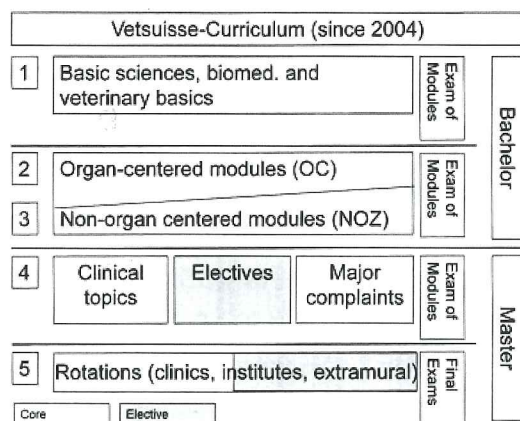 Vetsuisse-Curriculum (since 2004)
1
Basic sciences, biomed. and
veterinary basics
Exam of
Modules
Bachelor
2
Organ-centered modules (OC)
3
Non-organ centered modules (NOZ)
Exam of
Modules
4
Clinical
topics
Electives
Major
complaints
Exam of
Modules
Master
5
Rotations (clinics, institutes, extramural)
Final
Exams
Core
Elective